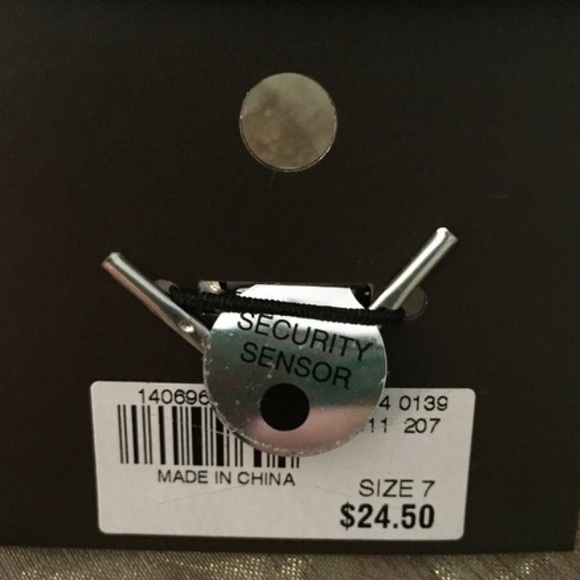 SECURITY
SENSOR
140696 4 0139
11 207
MADE IN CHINA
SIZE 7
$24.50